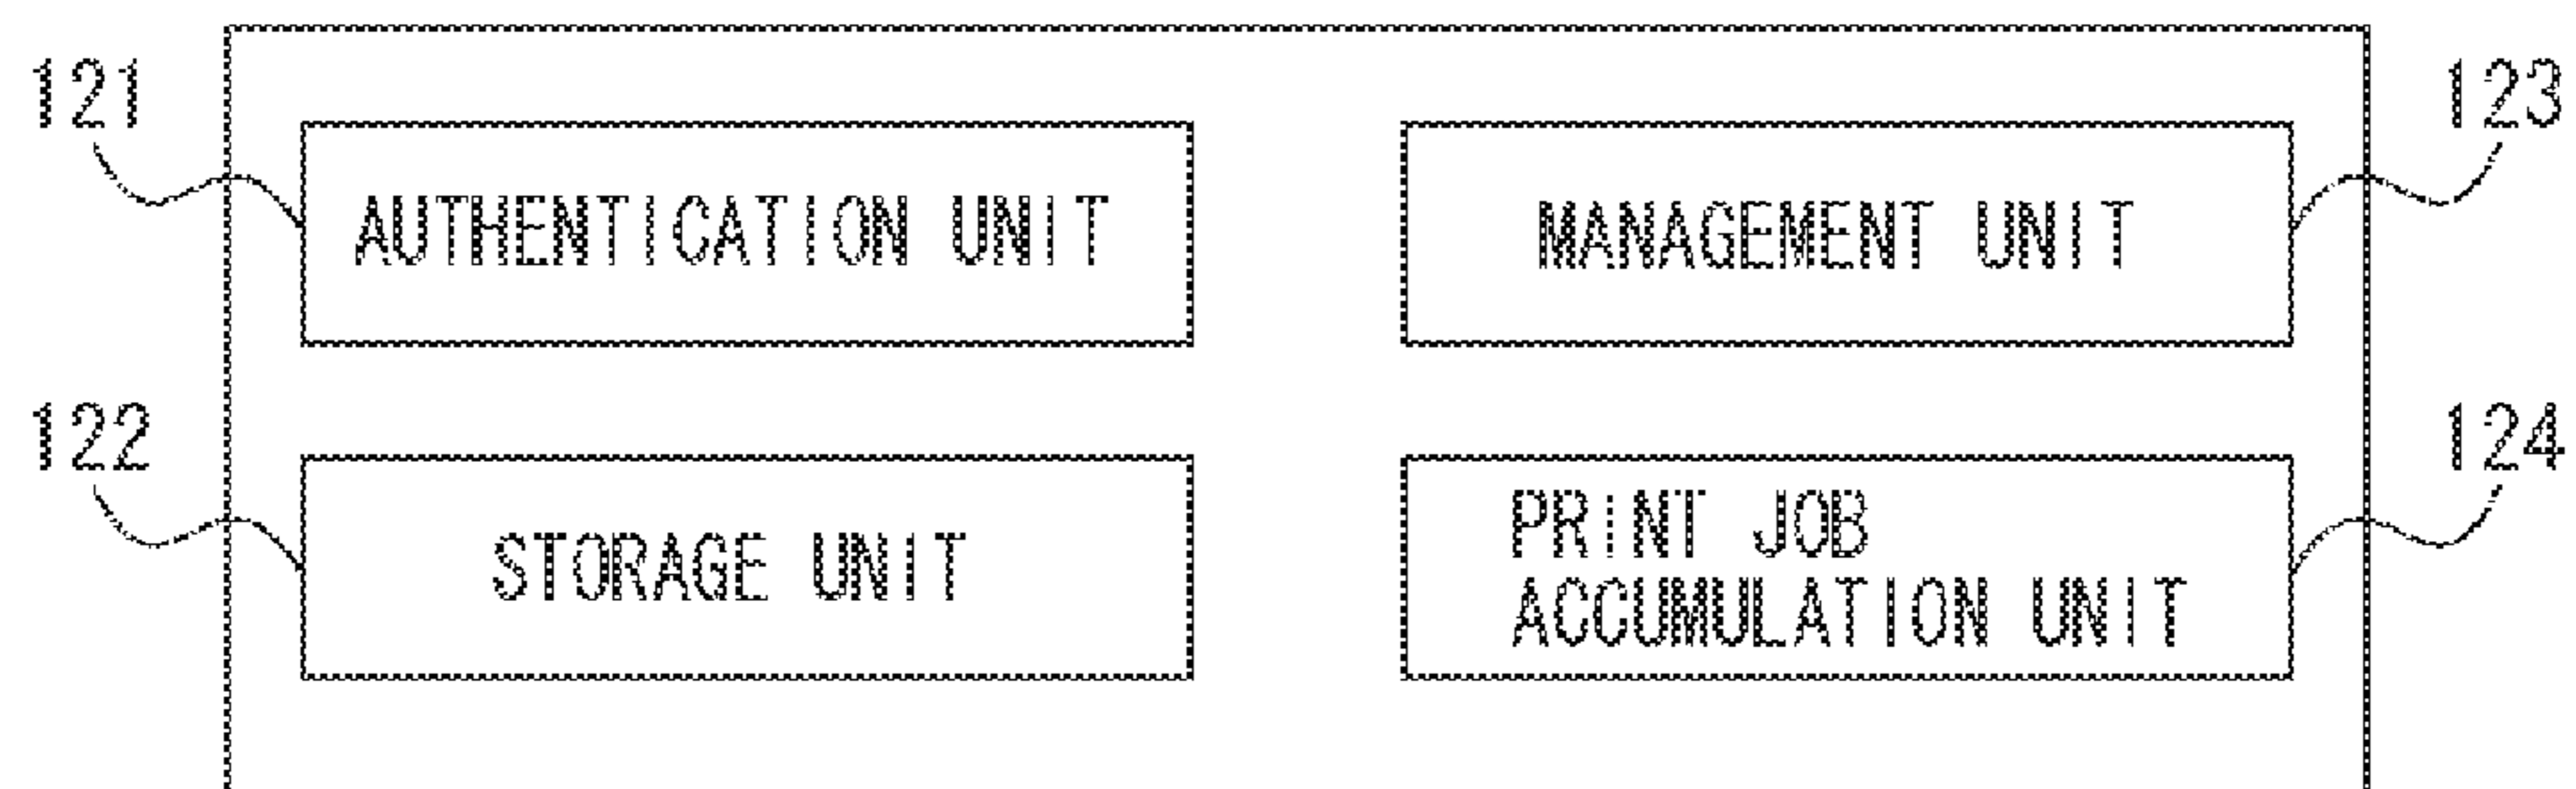 121
AUTHENTICATION UNIT
MANAGEMENT UNIT
123
122
STORAGE UNIT
PRINT JOB
ACCUMULATION UNIT
124